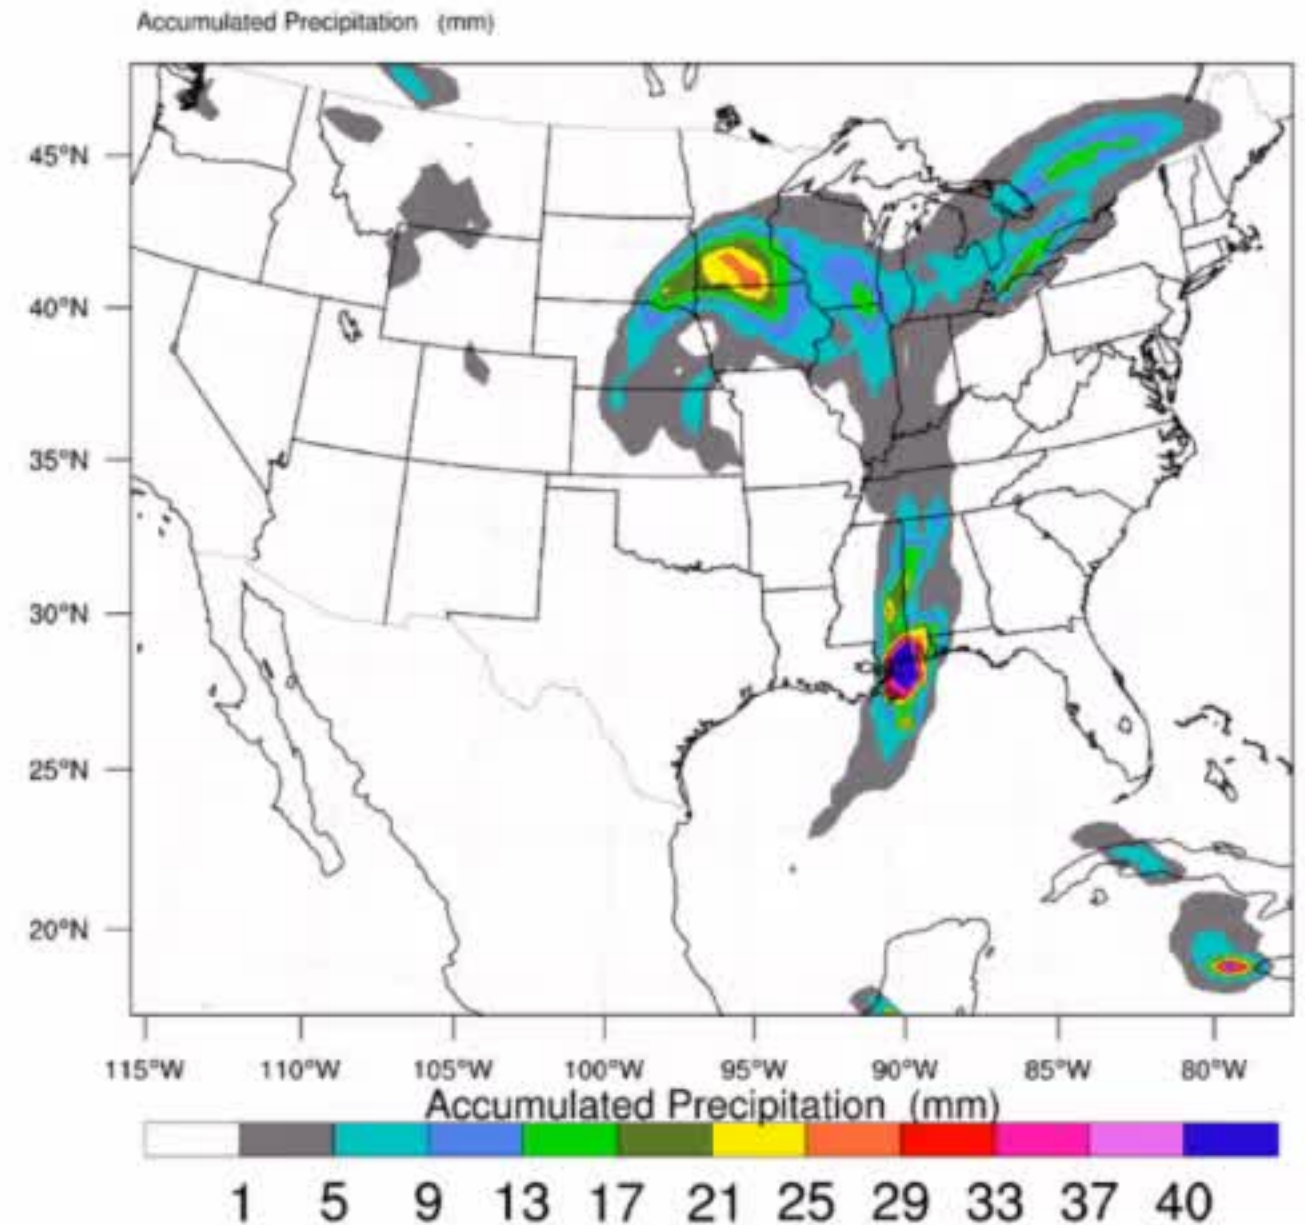 Accumulated Precipitation (mm)
45°N
40°N
35°N
30°N
25°N
20°N
115°W 110°W 105°W 100°W 95°W 90°W 85°W 80°W
Accumulated Precipitation (mm)
1 5 9 13 17 21 25 29 33 37 40